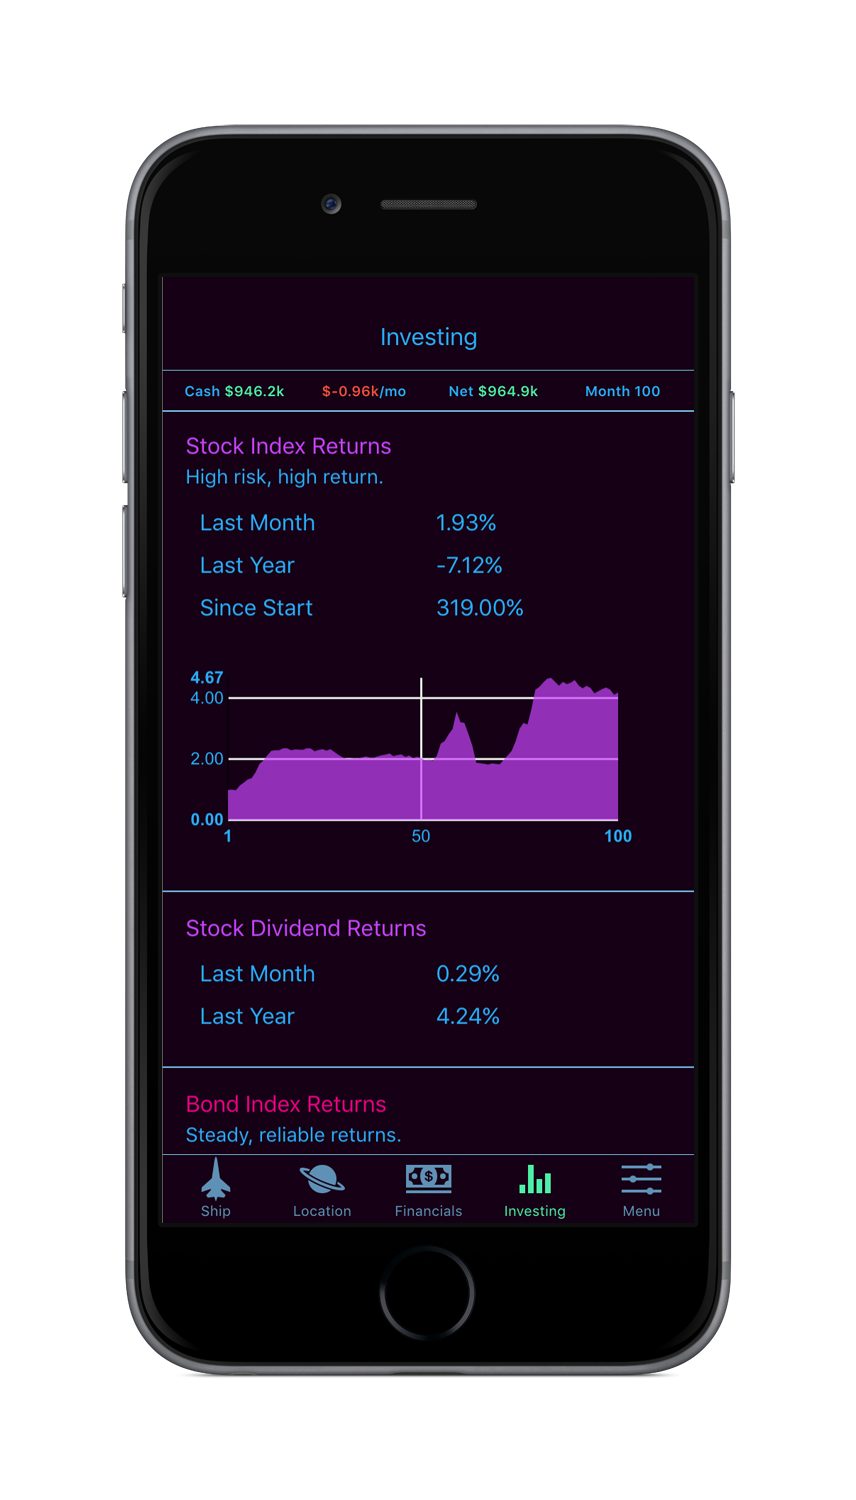 Investing
Cash $946.2k $-0.96k/mo Net $964.9k Month 100
Stock Index Returns
High risk, high return.
Last Month 1.93%
Last Year -7.12%
Since Start 319.00%
4.67
4.00
2.00
0.00
1 50 100
Stock Dividend Returns
Last Month 0.29%
Last Year 4.24%
Bond Index Returns
Steady, reliable returns.
$
Ship Location Financials Investing Menu